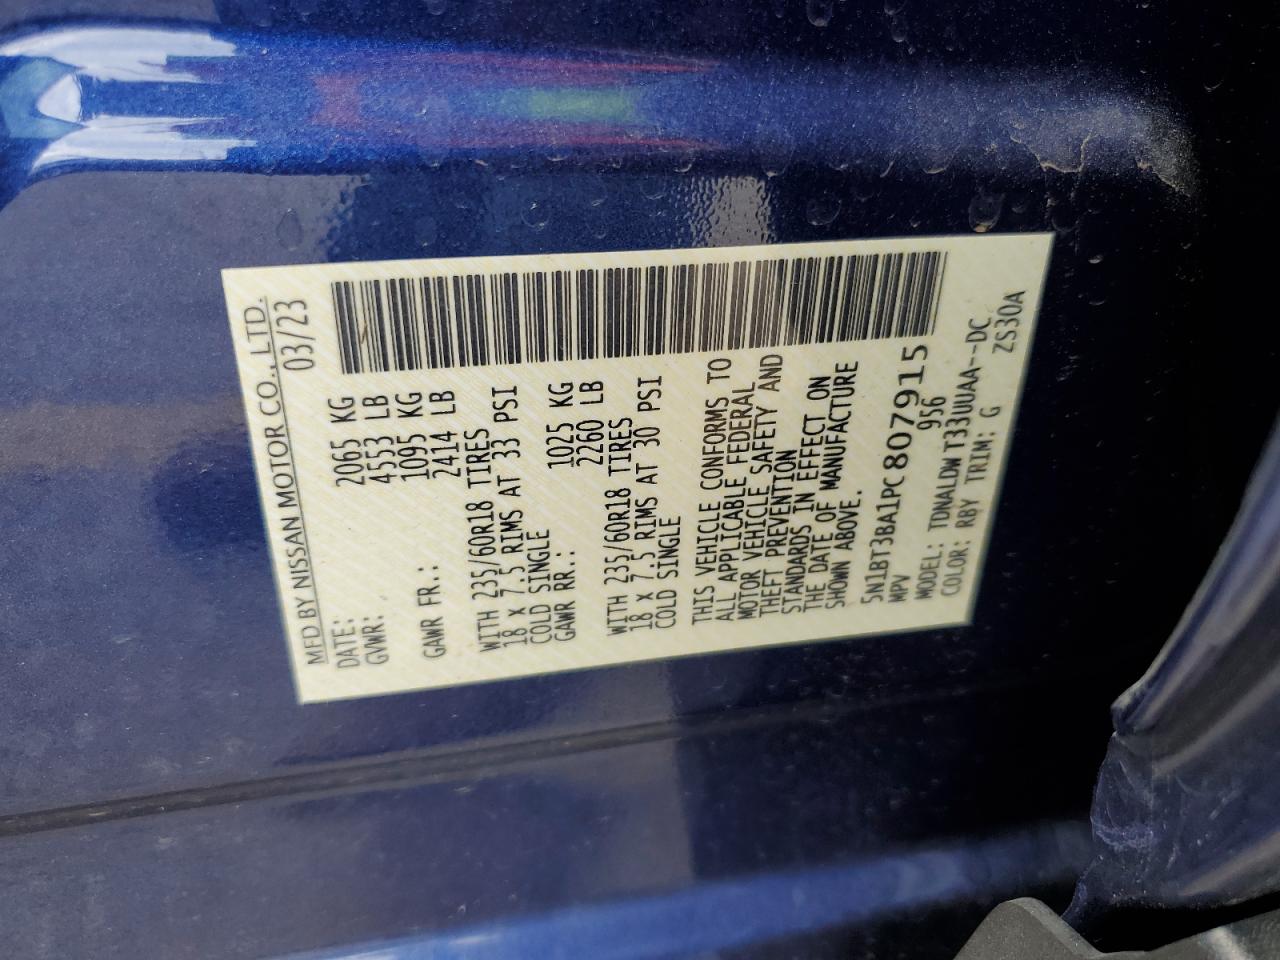 MFD BY NISSAN MOTOR CO., LTD.
DATE: 03/23
GVWR: 2065 KG
4553 LB
GAWR FR.: 1095 KG
2414 LB
WITH 235/60R18 TIRES
18 X 7.5 RIMS AT 33 PSI
COLD SINGLE
GAWR RR.: 1025 KG
2260 LB
WITH 235/60R18 TIRES
18 X 7.5 RIMS AT 30 PSI
COLD SINGLE
THIS VEHICLE CONFORMS TO
ALL APPLICABLE FEDERAL
MOTOR VEHICLE SAFETY AND
THEFT PREVENTION
STANDARDS IN EFFECT ON
THE DATE OF MANUFACTURE
SHOWN ABOVE.
5N1BT3BA1PC807915
MPV 956
MODEL: TDNALDWT33UUAA--DC
COLOR: RBY TRIM: G ZS30A